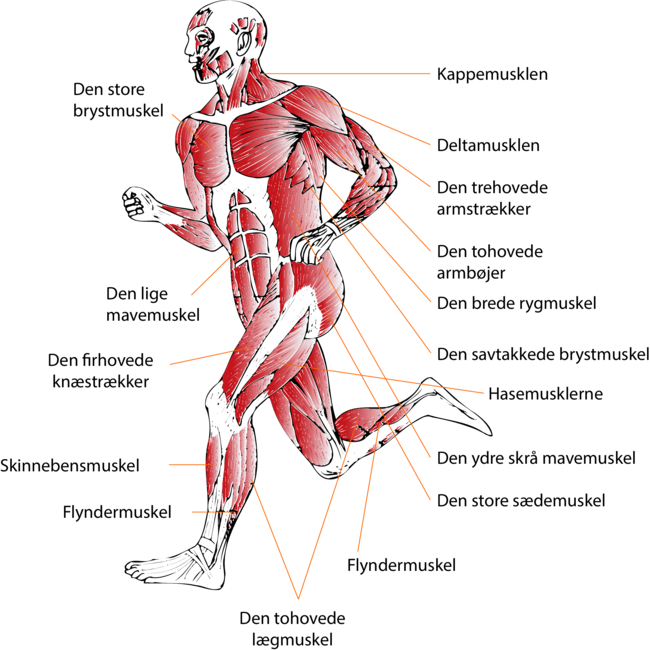 Kappemusklen
Den store
brystmuskel
Deltamusklen
Den trehovede
armstrækker
Den tohovede
armbøjer
Den lige
mavemuskel
Den brede rygmuskel
Den firhovede
knæstrækker
Den savtakkede brystmuskel
Hasemusklerne
Skinnebensmuskel
Den ydre skrå mavemuskel
Den store sædemuskel
Flyndermuskel
Flyndermuskel
Den tohovede
lægmuskel